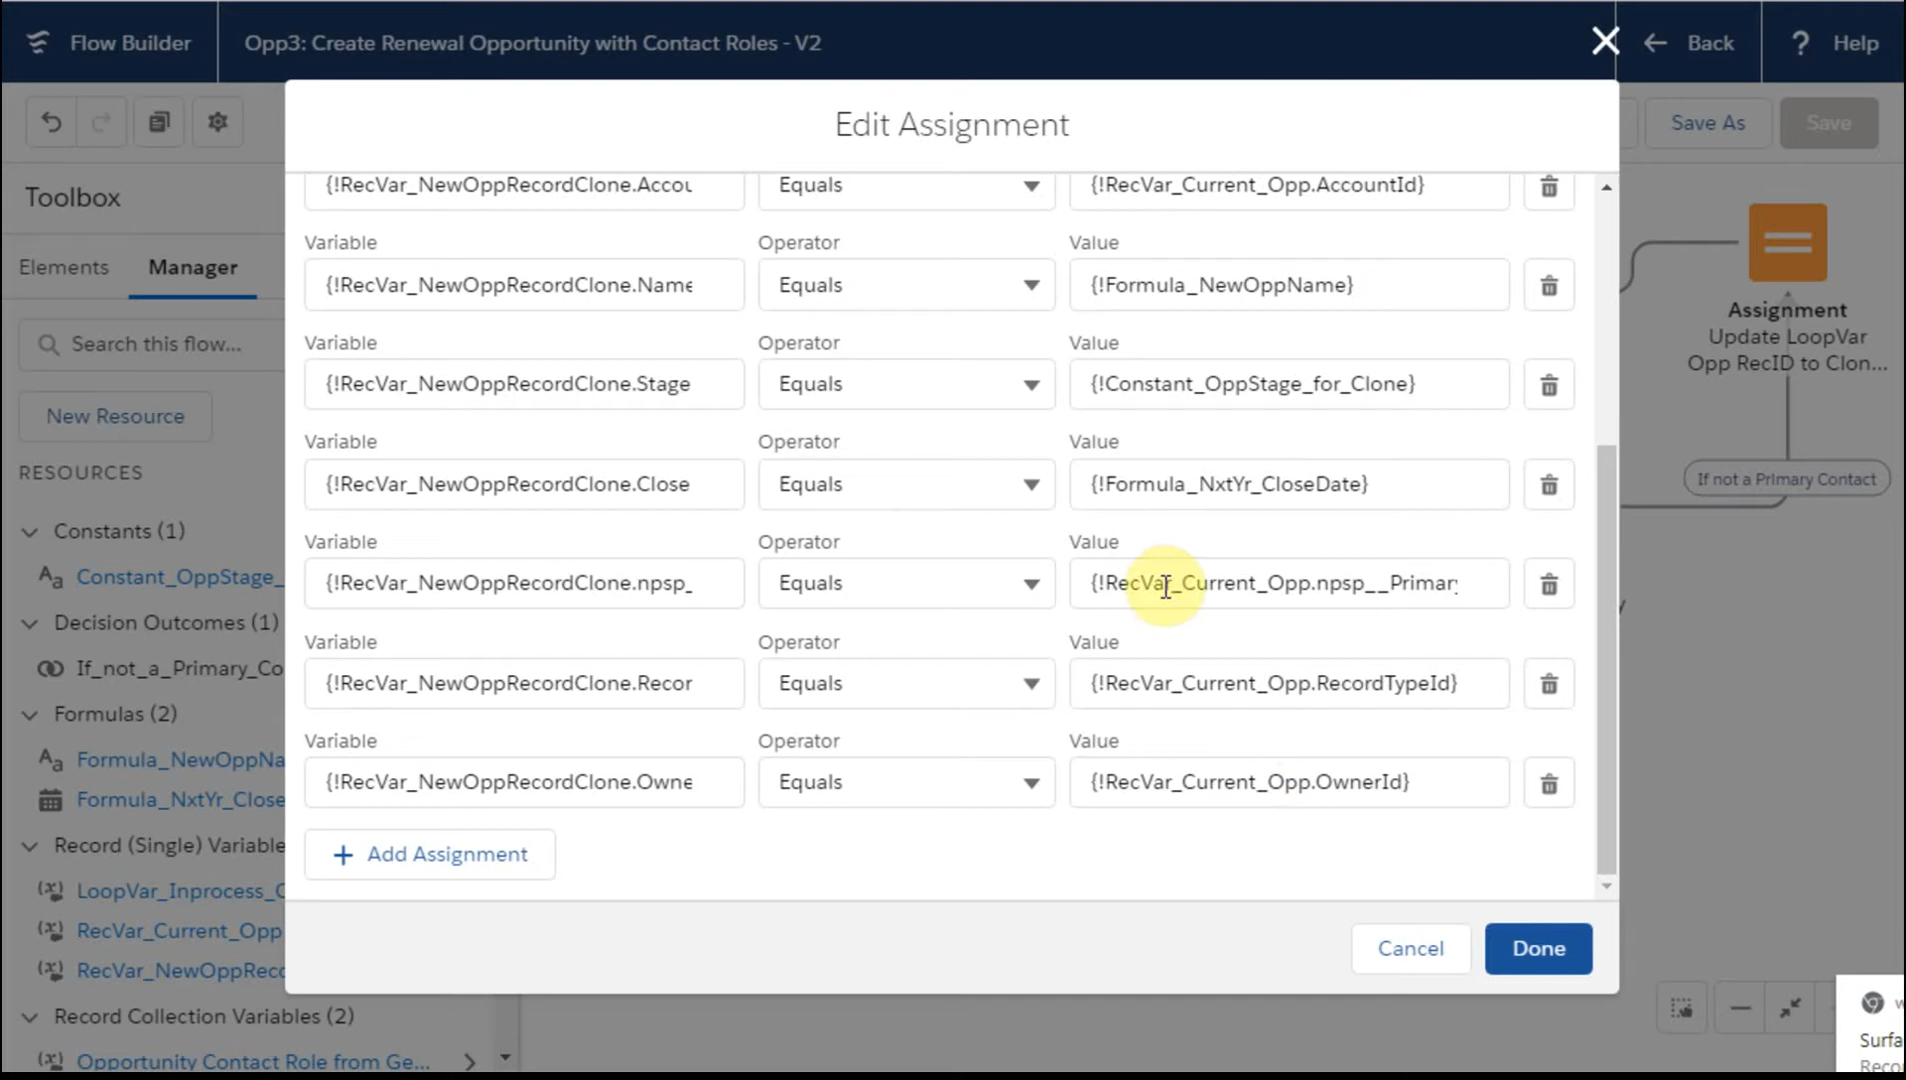 Flow Builder
Opp3: Create Renewal Opportunity with Contact Roles - V2
Back
? Help
Save As
Save
Edit Assignment
Toolbox
Elements
Manager
Search this flow...
New Resource
RESOURCES
Constants (1)
Constant_OppStage_
Decision Outcomes (1)
If_not_a_Primary_Co
Formulas (2)
Formula_NewOppNa
Formula_NxtYr_Close
Record (Single) Variable
LoopVar_Inprocess_C
RecVar_Current_Opp
RecVar_NewOppRec
Record Collection Variables (2)
Opportunity Contact Role from Ge...
{!RecVar_NewOppRecordClone.Accou
Equals
{!RecVar_Current_Opp.AccountId}
Variable
Operator
Value
{!RecVar_NewOppRecordClone.Name
Equals
{!Formula_NewOppName}
Variable
Operator
Value
{!RecVar_NewOppRecordClone.Stage
Equals
{!Constant_OppStage_for_Clone}
Variable
Operator
Value
{!RecVar_NewOppRecordClone.Close
Equals
{!Formula_NxtYr_CloseDate}
Variable
Operator
Value
{!RecVar_NewOppRecordClone.npsp_
Equals
{!RecVar_Current_Opp.npsp__Primary
Variable
Operator
Value
{!RecVar_NewOppRecordClone.Recor
Equals
{!RecVar_Current_Opp.RecordTypeId}
Variable
Operator
Value
{!RecVar_NewOppRecordClone.Owne
Equals
{!RecVar_Current_Opp.OwnerId}
+ Add Assignment
Cancel
Done
Assignment
Update LoopVar
Opp RecID to Clon...
If not a Primary Contact
Surfa
Reco